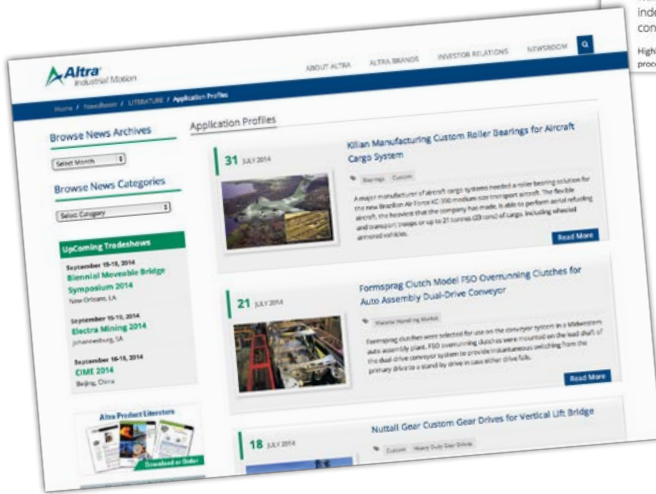 inde
con
Highl
proce
Altra
Industrial Motion
ABOUT ALTRA
ALTRA BRANDS
INVESTOR RELATIONS
NEWSROOM
Home / Newsroom / LITERATURE / Application Profiles
Browse News Archives
Select Month
Browse News Categories
Select Category
UpComing Tradeshows
September 15-18, 2014
Biennial Moveable Bridge
Symposium 2014
New Orleans, LA
September 15-19, 2014
Electra Mining 2014
Johannesburg, SA
September 16-18, 2014
CIME 2014
Beijing, China
Altra Product Literature
Download or Order
Application Profiles
31 JULY 2014
Kilian Manufacturing Custom Roller Bearings for Aircraft
Cargo System
Bearings Custom
A major manufacturer of aircraft cargo systems needed a roller bearing solution for
the new Brazilian Air Force KC-390 medium size transport aircraft. The flexible
aircraft, the heaviest that the company has made, is able to perform aerial refueling
and transport troops or up to 21 tonnes (23 tons) of cargo, including wheeled
armored vehicles.
Read More
21 JULY 2014
Formsprag Clutch Model FSO Overrunning Clutches for
Auto Assembly Dual-Drive Conveyor
Material Handling Market
Formsprag clutches were selected for use on the conveyor system in a Midwestern
auto assembly plant. FSO overrunning clutches were mounted on the lead shaft of
the dual drive conveyor system to provide instantaneous switching from the
primary drive to a stand-by drive in case either drive fails.
Read More
18 JULY 2014
Nuttall Gear Custom Gear Drives for Vertical Lift Bridge
Custom Heavy Duty Gear Drives